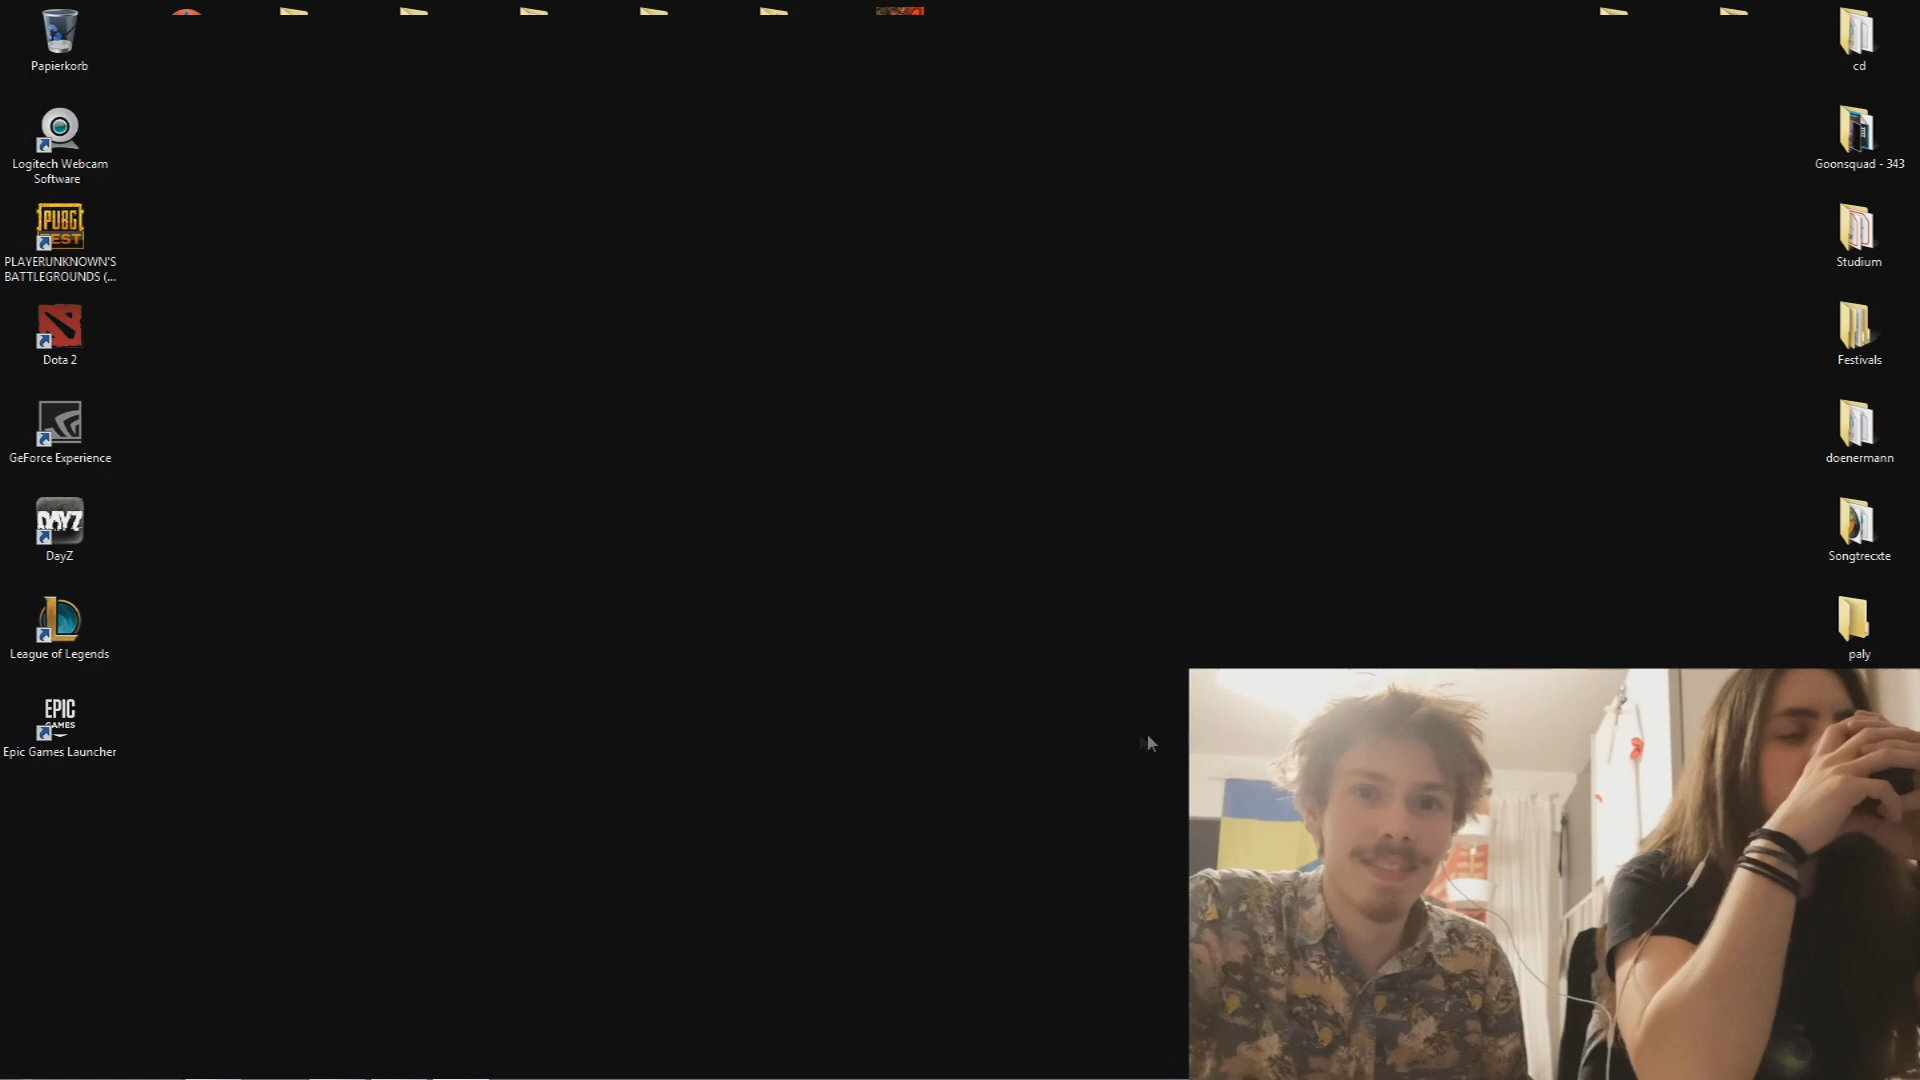 Papierkorb
Logitech Webcam
Software
PUBG
TEST
PLAYERUNKNOWN'S
BATTLEGROUNDS (...
Dota 2
GeForce Experience
DAYZ
DayZ
League of Legends
EPIC
GAMES
Epic Games Launcher
cd
Goonsquad - 343
Studium
Festivals
doenermann
Songtrecxte
paly